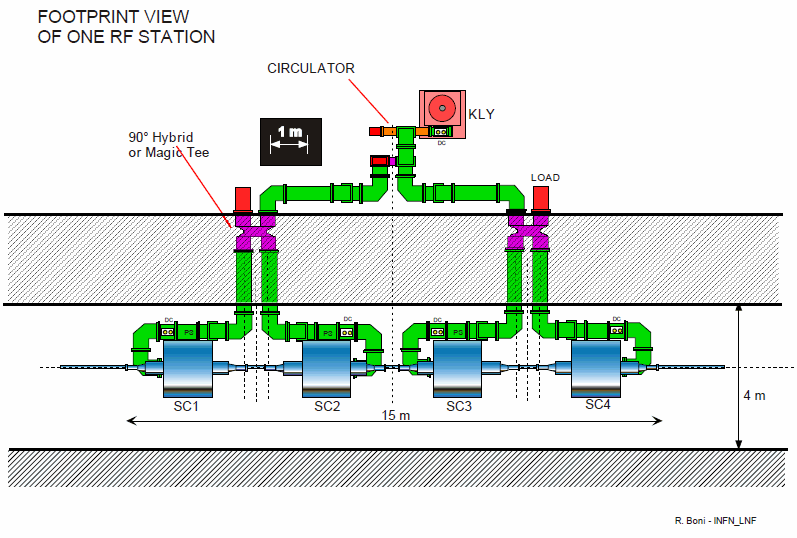 FOOTPRINT VIEW
OF ONE RF STATION
CIRCULATOR
KLY
1 m
DC
90° Hybrid
or Magic Tee
LOAD
DC
PS
PS
DC
DC
PS
DC
SC1
SC2
SC3
SC4
15 m
4 m
R. Boni - INFN_LNF